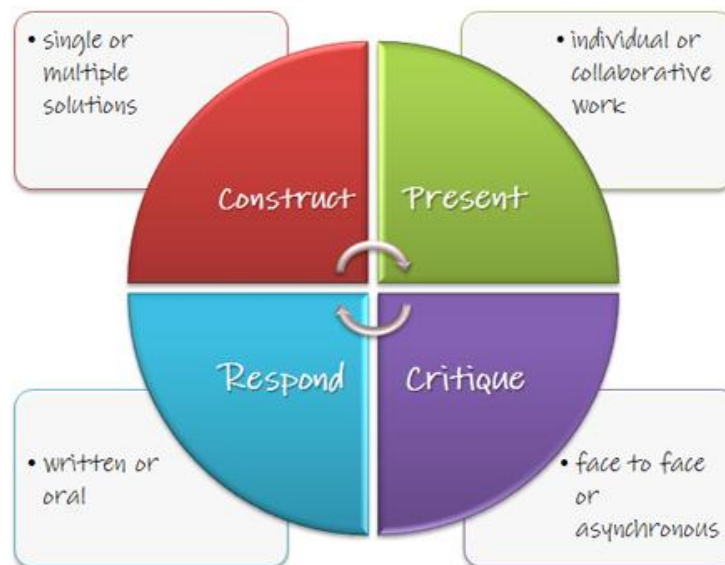 • single or
multiple
solutions
• individual or
collaborative
work
Construct
Present
Respond
Critique
• written or
oral
• face to face
or
asynchronous